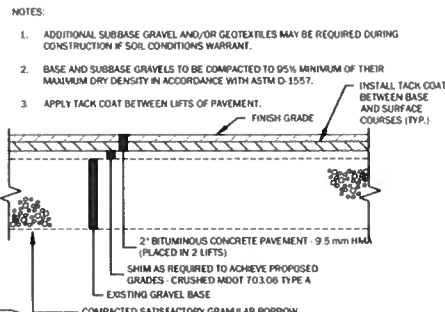 NOTES:
1. ADDITIONAL SUBBASE GRAVEL AND/OR GEOTEXTILES MAY BE REQUIRED DURING
CONSTRUCTION IF SOIL CONDITIONS WARRANT.
2. BASE AND SUBBASE GRAVELS TO BE COMPACTED TO 95% MINIMUM OF THEIR
MAXIMUM DRY DENSITY IN ACCORDANCE WITH ASTM D-1557.
3. APPLY TACK COAT BETWEEN LIFTS OF PAVEMENT.
INSTALL TACK COAT
BETWEEN BASE
AND SURFACE
COURSES (TYP.)
FINISH GRADE
2" BITUMINOUS CONCRETE PAVEMENT - 9.5 mm HMA
(PLACED IN 2 LIFTS)
SHIM AS REQUIRED TO ACHIEVE PROPOSED
GRADES - CRUSHED MDOT 703.06 TYPE A
EXISTING GRAVEL BASE
COMPACTED SATISFACTORY GRANULAR BORROW